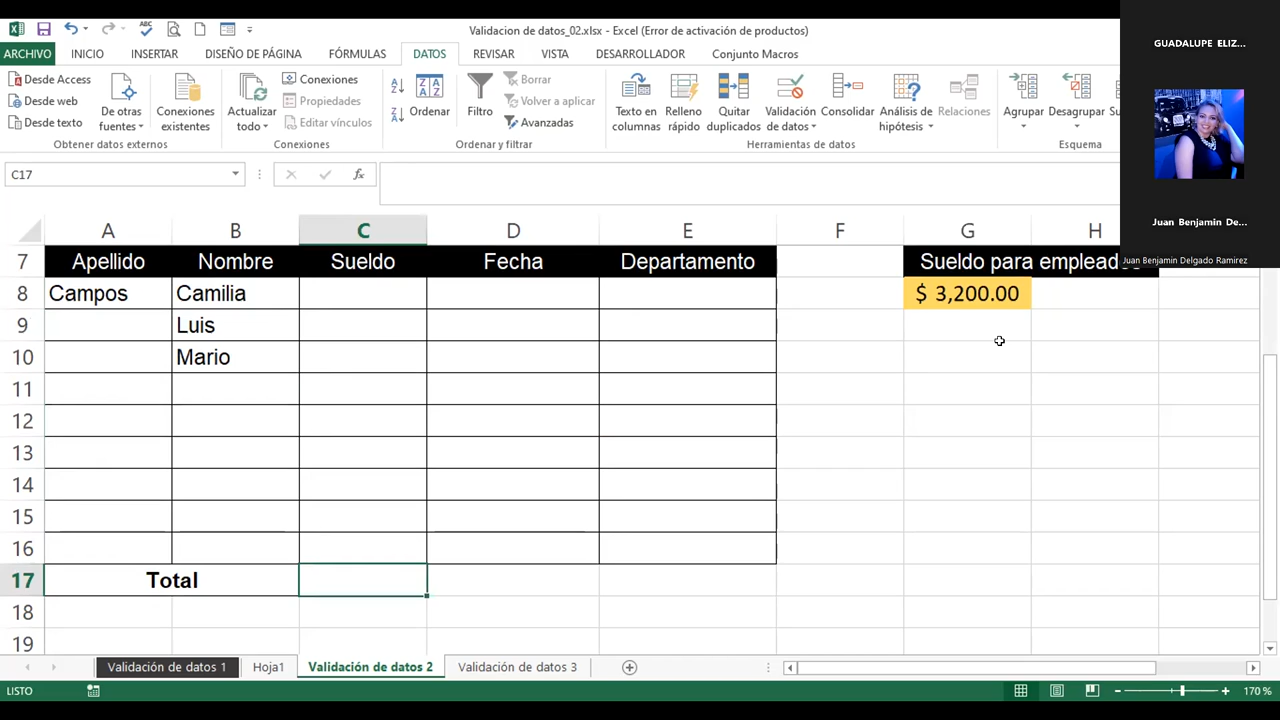 Validacion de datos_02.xlsx - Excel (Error de activación de productos)
ARCHIVO INICIO INSERTAR DISEÑO DE PÁGINA FÓRMULAS DATOS REVISAR VISTA DESARROLLADOR Conjunto Macros
Desde Access
Desde web
Desde texto
De otras fuentes
Conexiones existentes
Obtener datos externos
Actualizar todo
Conexiones
Propiedades
Editar vínculos
Conexiones
Ordenar
Filtro
Borrar
Volver a aplicar
Avanzadas
Ordenar y filtrar
Texto en columnas
Relleno rápido
Quitar duplicados
Validación de datos
Consolidar
Análisis de hipótesis
Relaciones
Herramientas de datos
Agrupar
Desagrupar
Su
Esquema
GUADALUPE ELIZ...
Juan Benjamin De...
Juan Benjamin Delgado Ramirez
C17
fx
A B C D E F G H
7 Apellido Nombre Sueldo Fecha Departamento Sueldo para empleados
8 Campos Camilia $ 3,200.00
9 Luis
10 Mario
11
12
13
14
15
16
17 Total
18
19
Validación de datos 1 Hoja1 Validación de datos 2 Validación de datos 3
LISTO 170 %